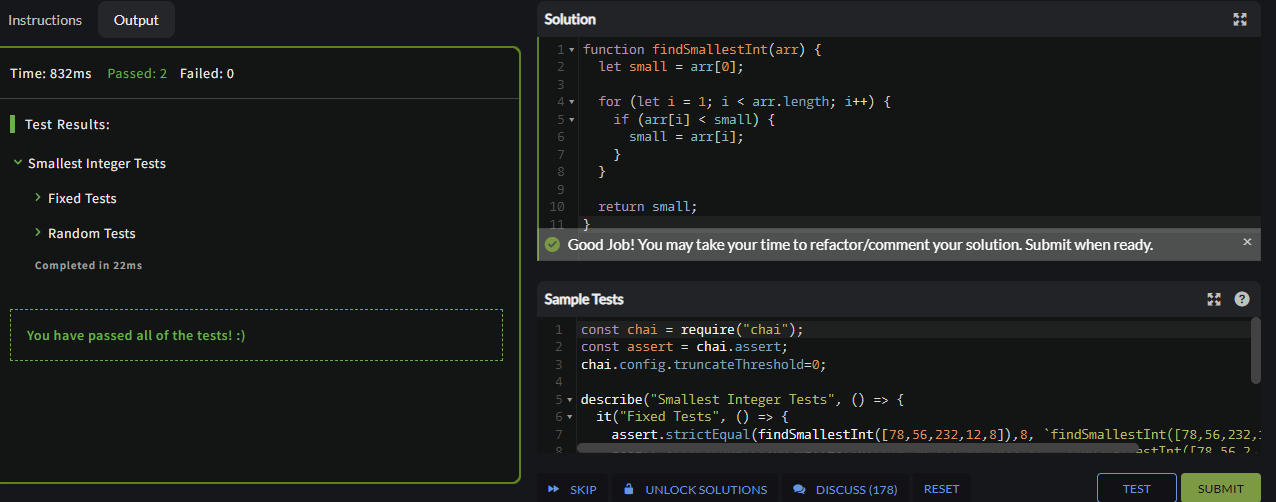 Instructions
Output
Time: 832ms Passed: 2 Failed: 0
Test Results:
Smallest Integer Tests
Fixed Tests
Random Tests
Completed in 22ms
You have passed all of the tests! :)
Solution
1 function findSmallestInt(arr) {
2 let small = arr[0];
3
4 for (let i = 1; i < arr.length; i++) {
5 if (arr[i] < small) {
6 small = arr[i];
7 }
8 }
9
10 return small;
11 }
Good Job! You may take your time to refactor/comment your solution. Submit when ready.
Sample Tests
1 const chai = require("chai");
2 const assert = chai.assert;
3 chai.config.truncateThreshold=0;
4
5 describe("Smallest Integer Tests", () => {
6 it("Fixed Tests", () => {
7 assert.strictEqual(findSmallestInt([78,56,232,12,8]),8, `findSmallestInt([78,56,232,
8
SKIP
UNLOCK SOLUTIONS
DISCUSS (178)
RESET
TEST
SUBMIT